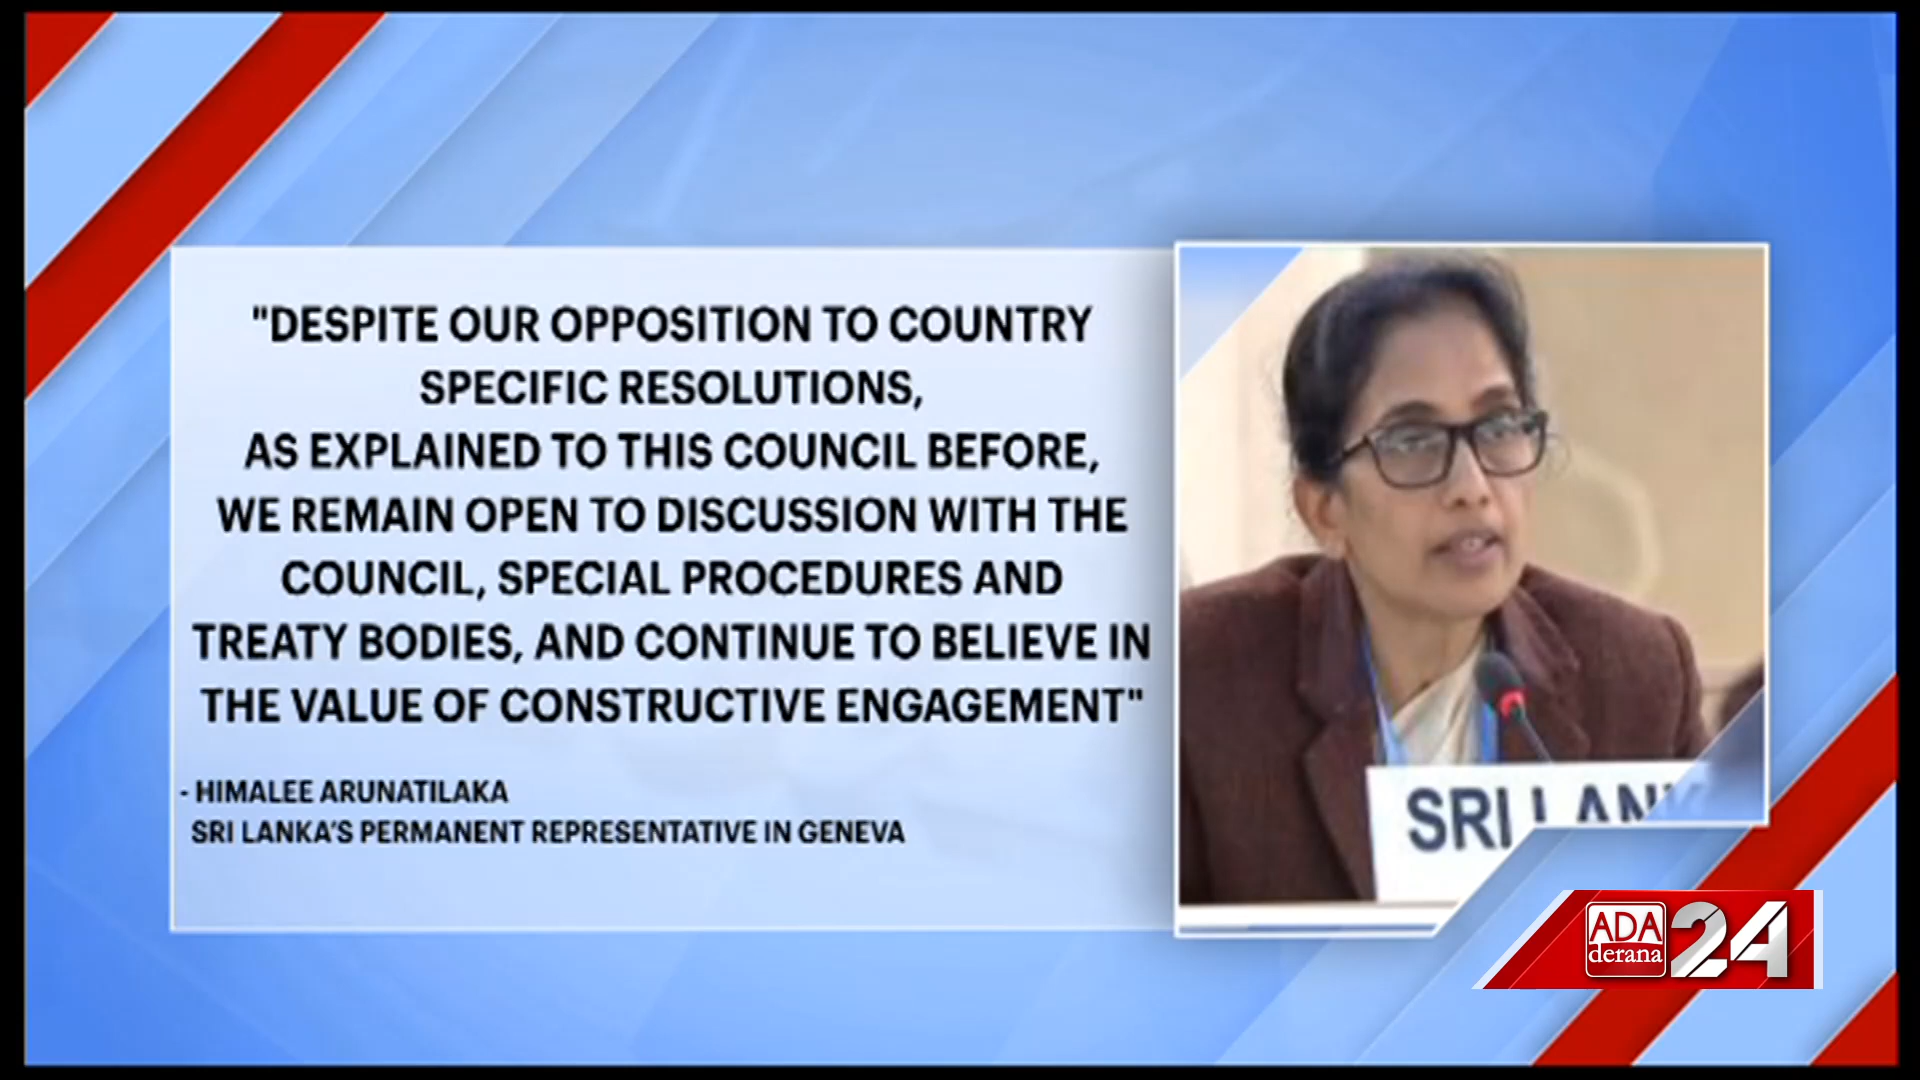 "DESPITE OUR OPPOSITION TO COUNTRY
SPECIFIC RESOLUTIONS,
AS EXPLAINED TO THIS COUNCIL BEFORE,
WE REMAIN OPEN TO DISCUSSION WITH THE
COUNCIL, SPECIAL PROCEDURES AND
TREATY BODIES, AND CONTINUE TO BELIEVE IN
THE VALUE OF CONSTRUCTIVE ENGAGEMENT"
- HIMALEE ARUNATILAKA
SRI LANKA'S PERMANENT REPRESENTATIVE IN GENEVA
SRI LANK
ADA
derana
24